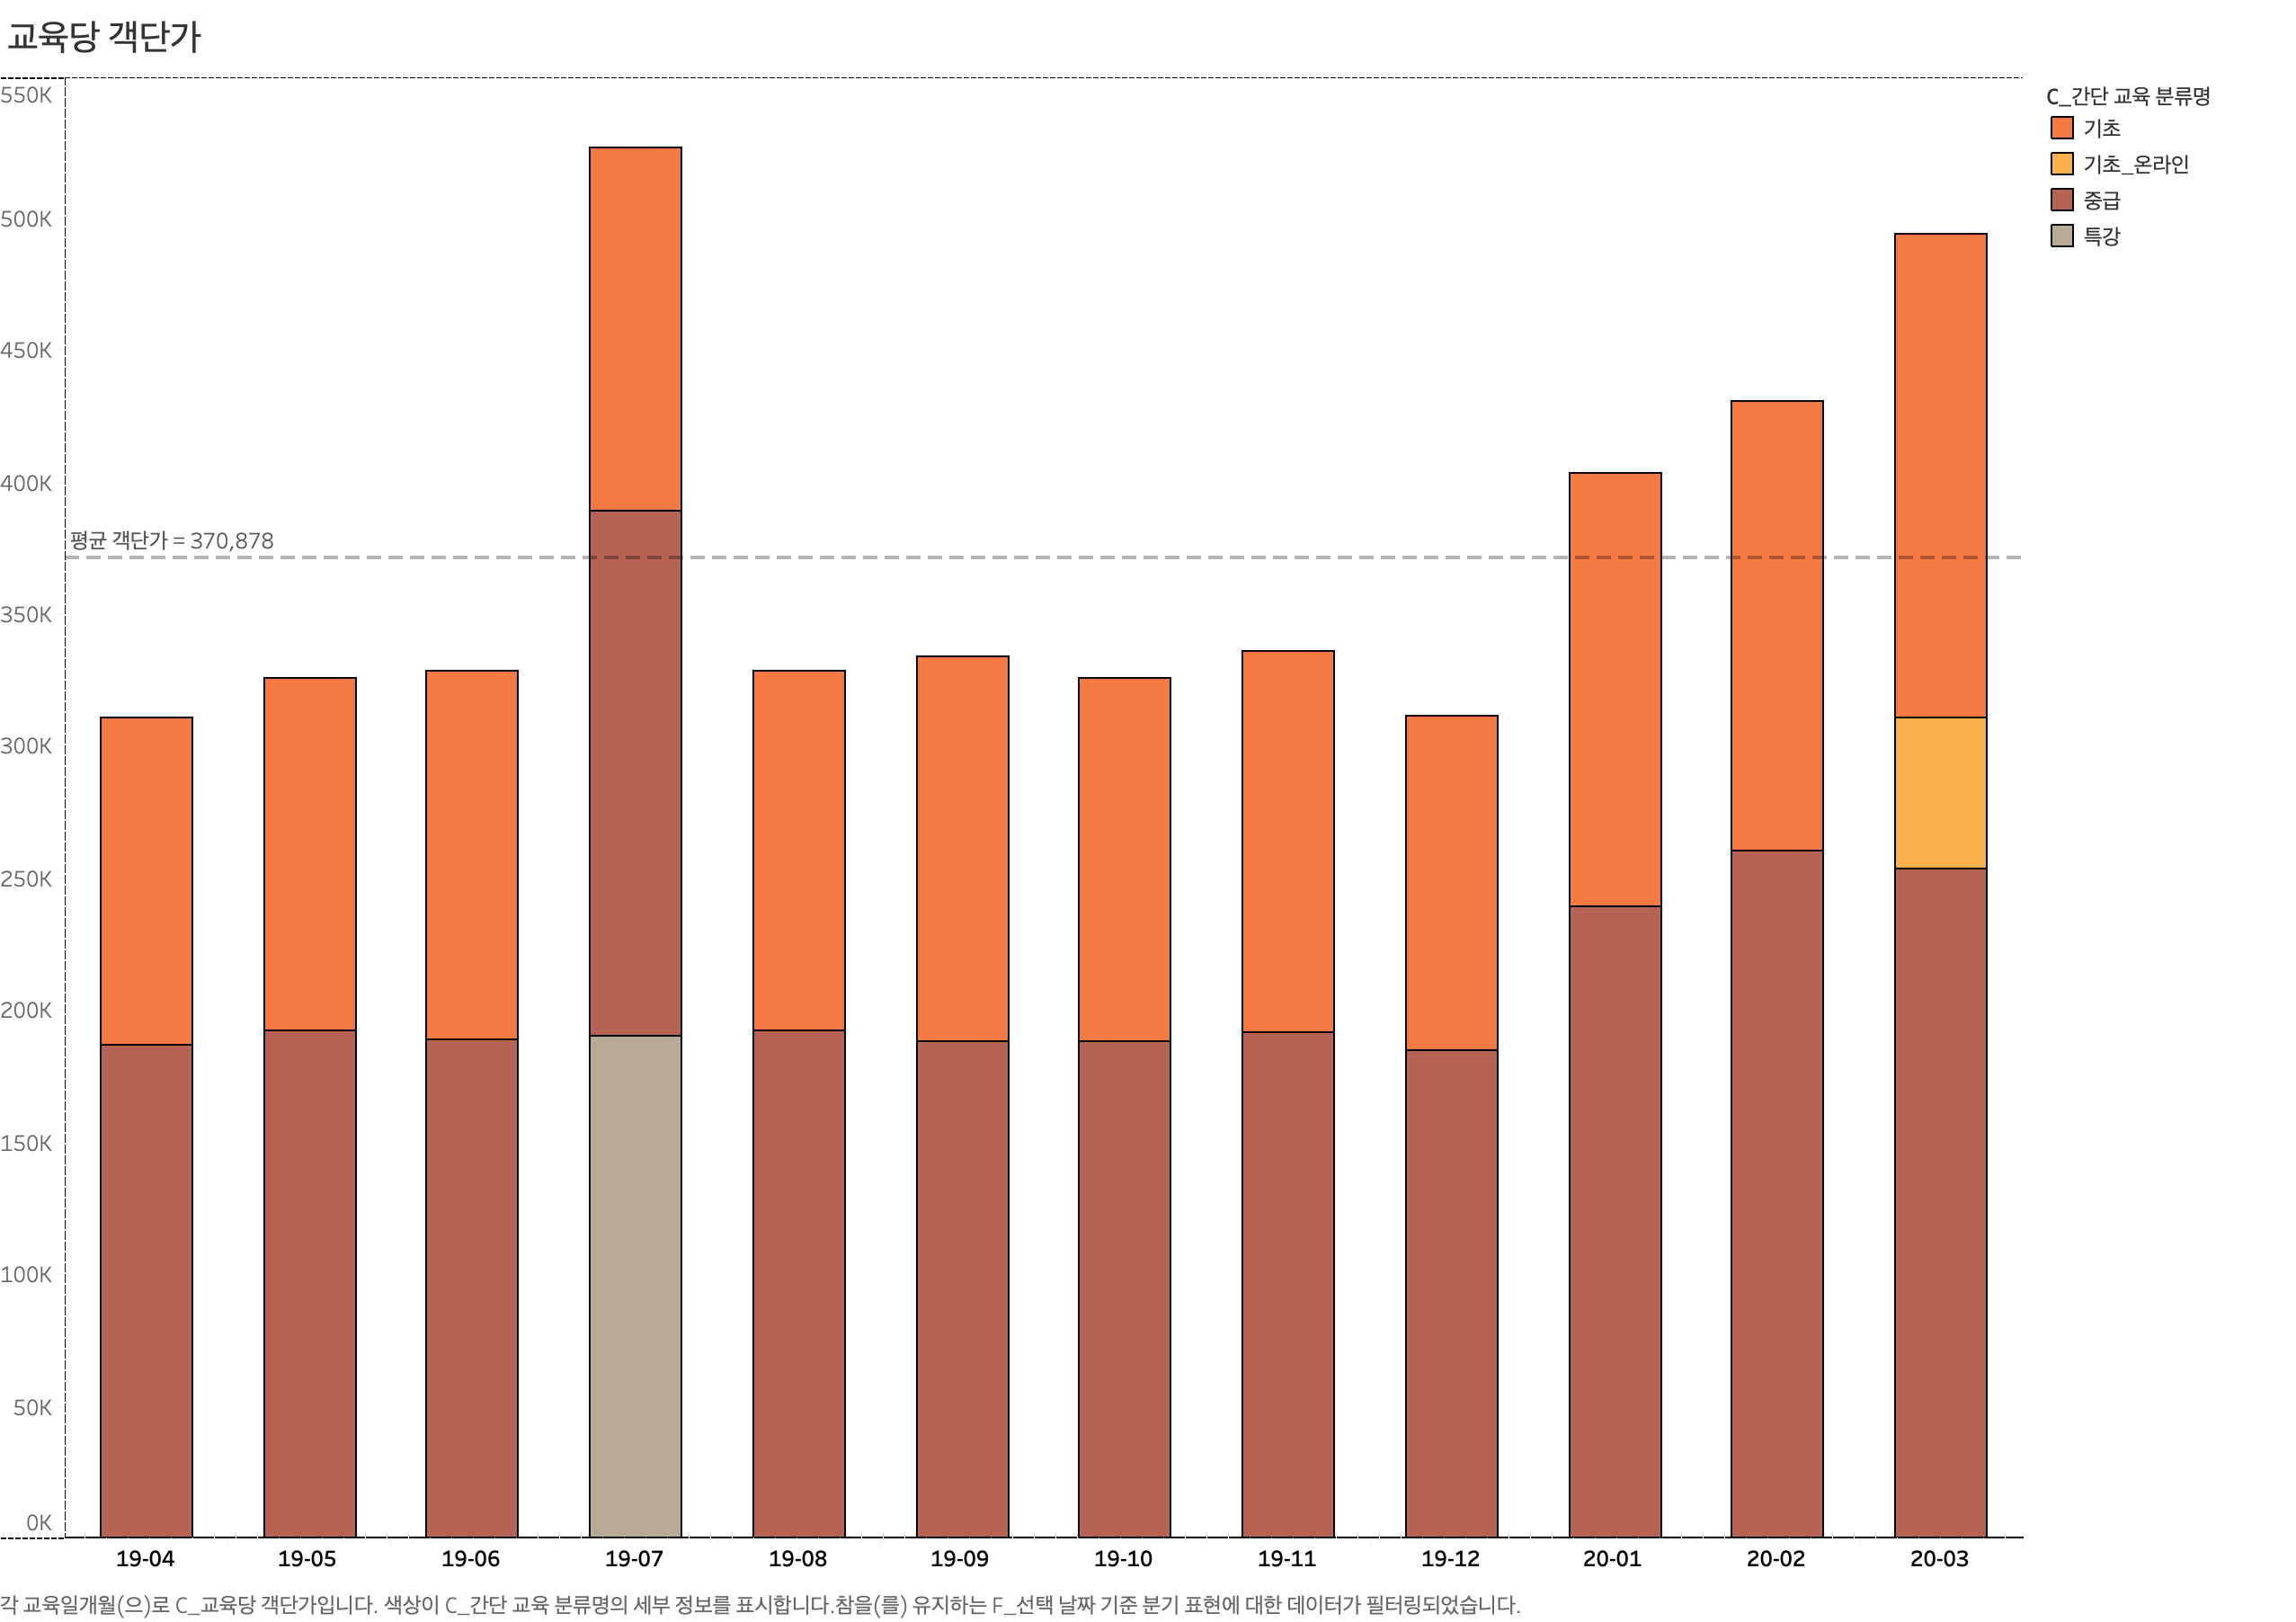 교육당 객단가
C_간단 교육 분류명
기초
기초_온라인
중급
특강
550K
500K
450K
400K
평균 객단가 = 370,878
350K
300K
250K
200K
150K
100K
50K
0K
19-04 19-05 19-06 19-07 19-08 19-09 19-10 19-11 19-12 20-01 20-02 20-03
각 교육일개월(으)로 C_교육당 객단가입니다. 색상이 C_간단 교육 분류명의 세부 정보를 표시합니다.참을(를) 유지하는 F_선택 날짜 기준 분기 표현에 대한 데이터가 필터링되었습니다.